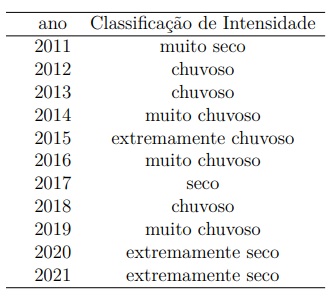 ano Classificação de Intensidade
2011 muito seco
2012 chuvoso
2013 chuvoso
2014 muito chuvoso
2015 extremamente chuvoso
2016 muito chuvoso
2017 seco
2018 chuvoso
2019 muito chuvoso
2020 extremamente seco
2021 extremamente seco